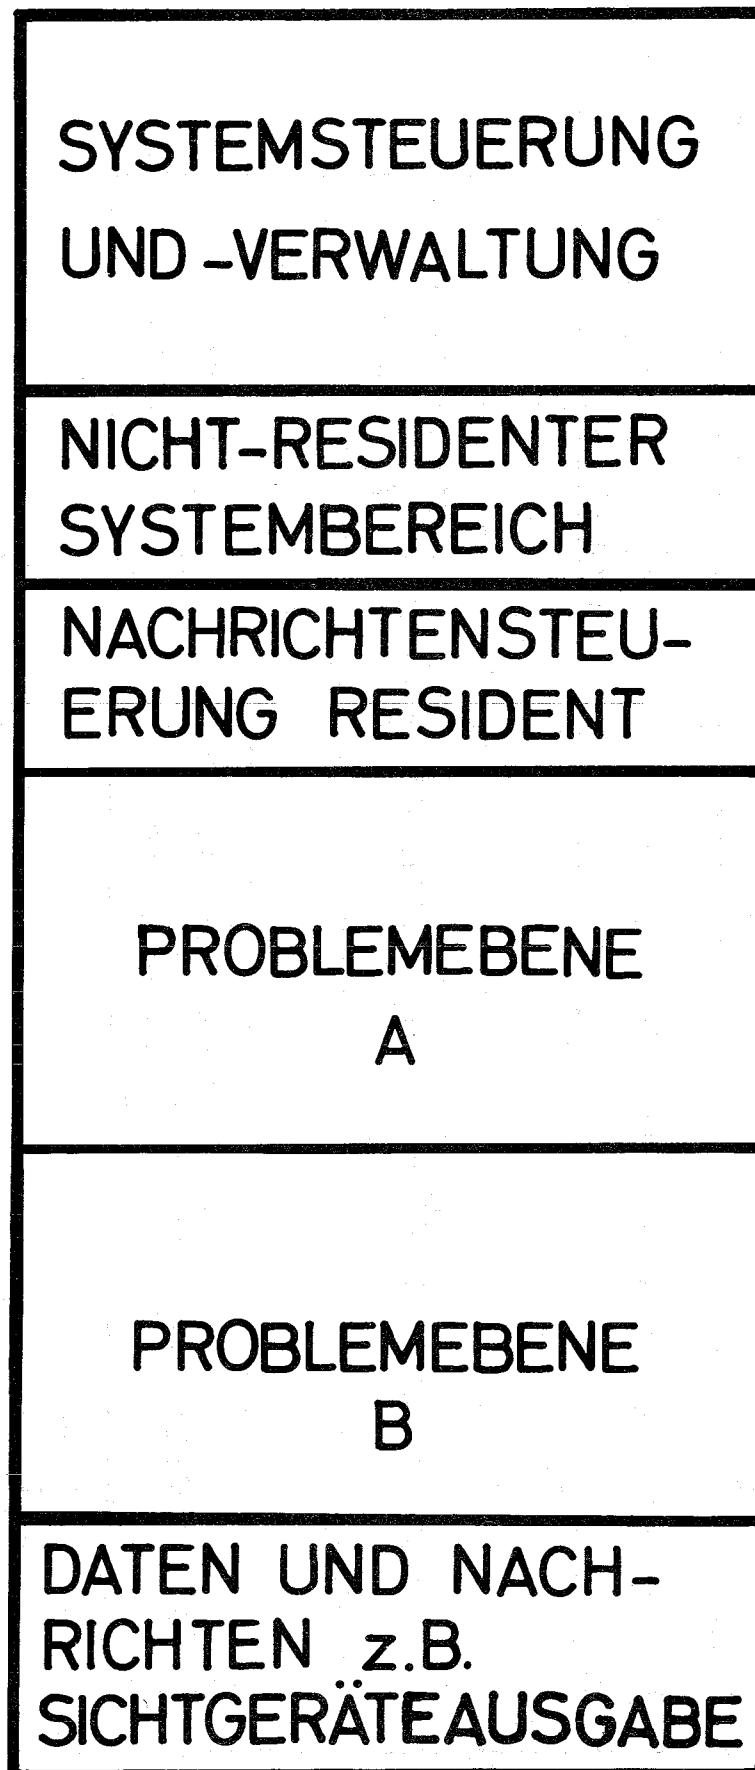 SYSTEMSTEUERUNG
UND -VERWALTUNG
NICHT-RESIDENTER
SYSTEMBEREICH
NACHRICHTENSTEU-
ERUNG RESIDENT
PROBLEMEBENE
A
PROBLEMEBENE
B
DATEN UND NACH-
RICHTEN z.B.
SICHTGERÄTEAUSGABE